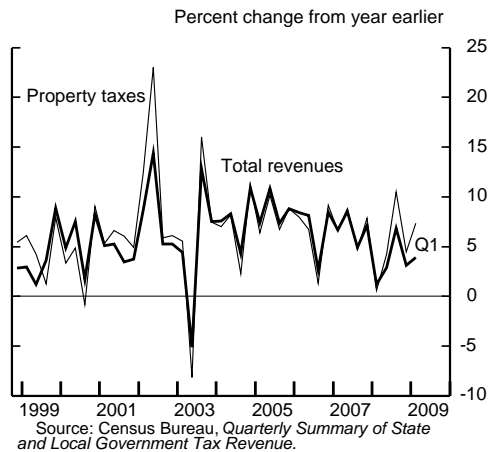 Percent change from year earlier
25
Property taxes
20
15
Total revenues
10
5
Q1
0
-5
-10
1999 2001 2003 2005 2007 2009
Source: Census Bureau, Quarterly Summary of State
and Local Government Tax Revenue.